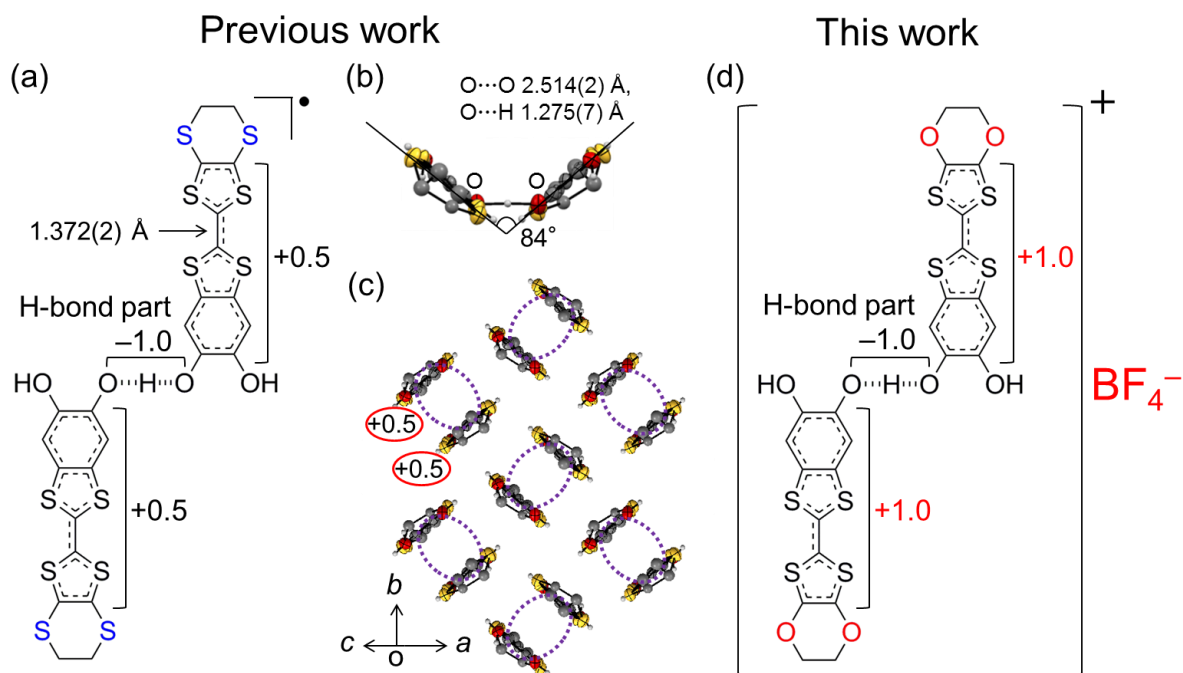 Previous work
This work
(a)
•
S S
S S
1.372(2) Å
S S
+0.5
H-bond part
–1.0
HO O H O OH
S S
+0.5
S S
S S
(b)
O···O 2.514(2) Å,
O···H 1.275(7) Å
O O
84°
(c)
+0.5
+0.5
b
c o a
(d)
+
O O
S S
+1.0
S S
H-bond part
–1.0
HO O H O OH
BF4–
S S
+1.0
S S
O O